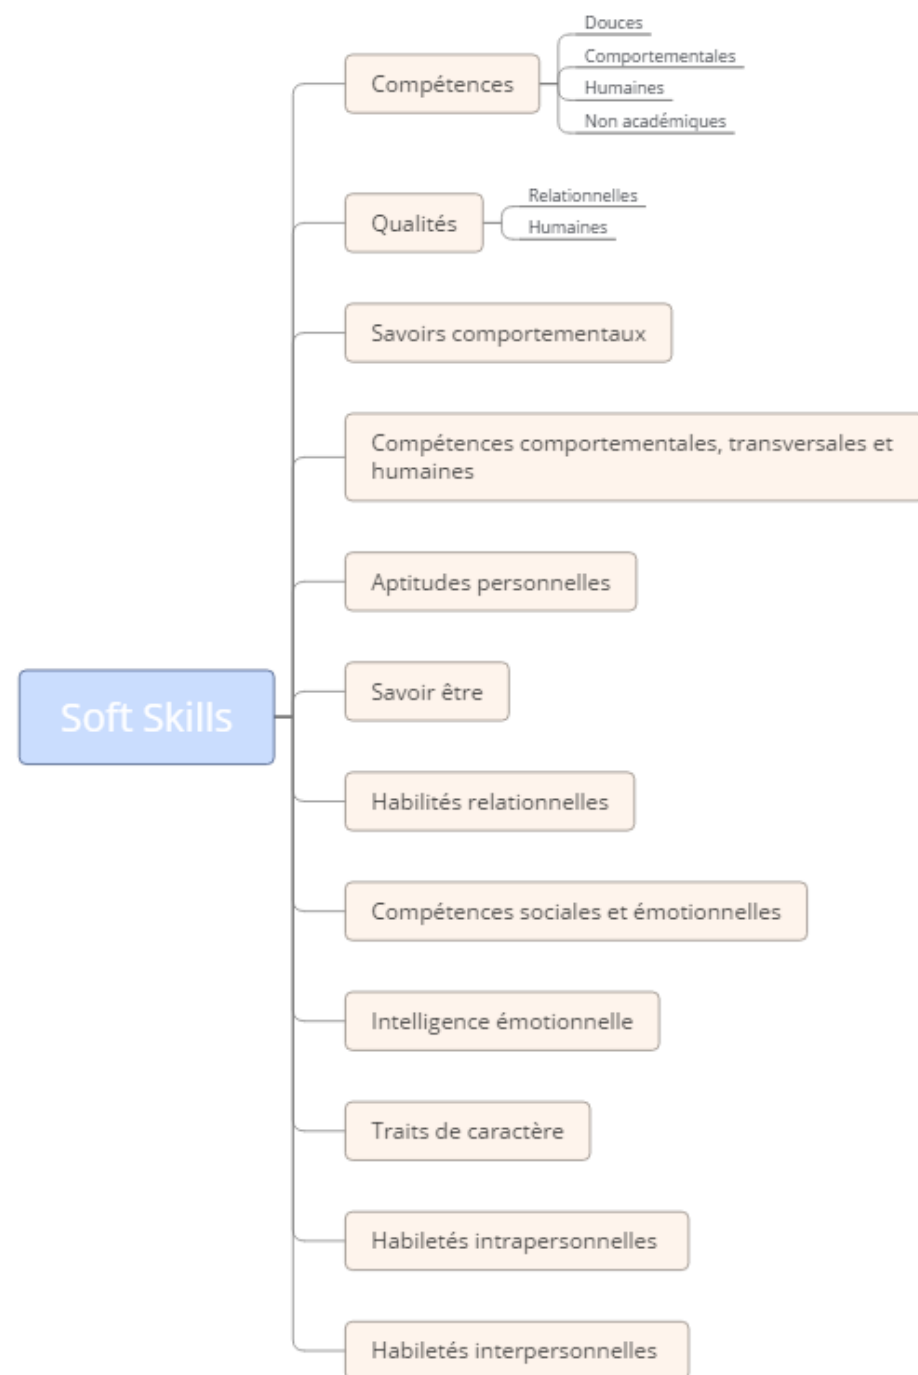 Douces
Comportementales
Compétences
Humaines
Non académiques
Relationnelles
Qualités
Humaines
Savoirs comportementaux
Compétences comportementales, transversales et
humaines
Aptitudes personnelles
Savoir être
Soft Skills
Habilités relationnelles
Compétences sociales et émotionnelles
Intelligence émotionnelle
Traits de caractère
Habiletés intrapersonnelles
Habiletés interpersonnelles